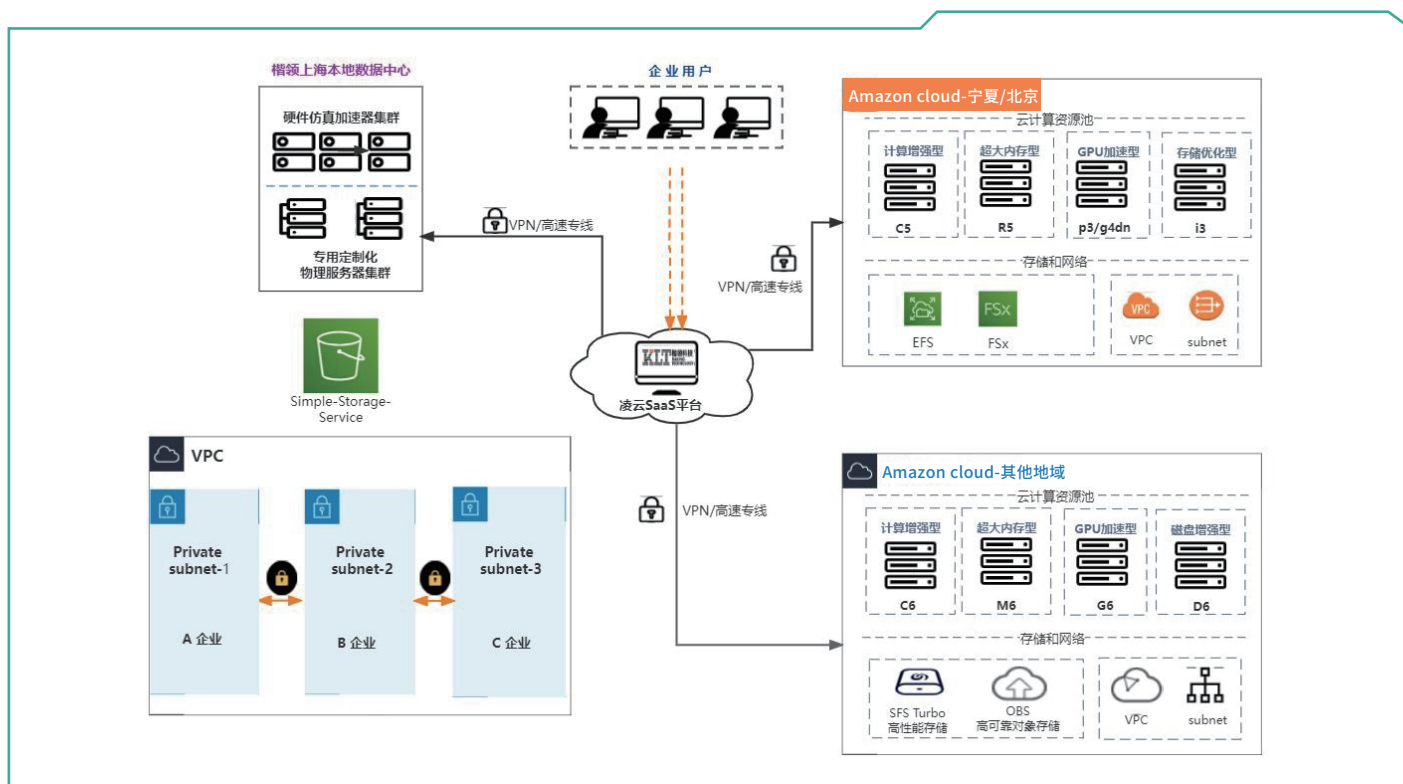 楷领上海本地数据中心
硬件仿真加速器集群
专用定制化
物理服务器集群
VPN/高速专线
企业用户
Simple-Storage-
Service
KLT
凌云SaaS平台
VPN/高速专线
Amazon cloud-宁夏/北京
云计算资源池
计算增强型
超大内存型
GPU加速型
存储优化型
C5
R5
p3/g4dn
i3
存储和网络
FSx
VPC
EFS
FSx
VPC
subnet
VPC
Private
subnet-1
A 企业
Private
subnet-2
B 企业
Private
subnet-3
C 企业
VPN/高速专线
Amazon cloud-其他地域
云计算资源池
计算增强型
超大内存型
GPU加速型
磁盘增强型
C6
M6
G6
D6
存储和网络
SFS Turbo
高性能存储
OBS
高可靠对象存储
VPC
subnet